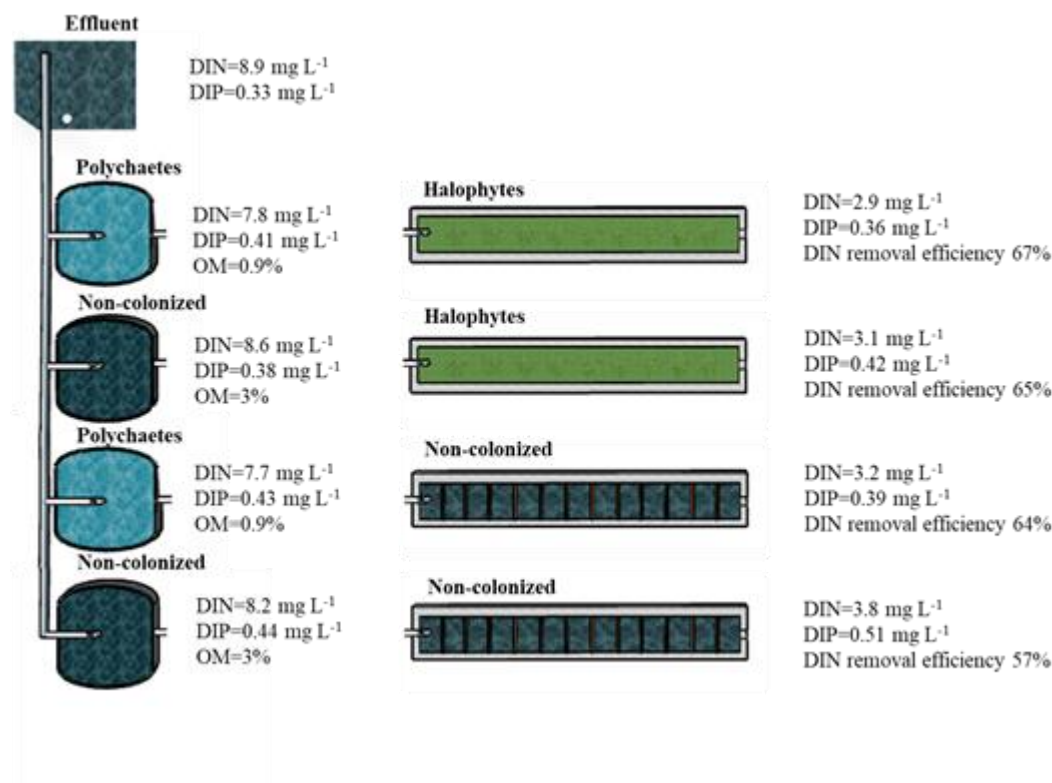 Effluent
DIN=8.9 mg L-1
DIP=0.33 mg L-1
Polychaetes
DIN=7.8 mg L-1
DIP=0.41 mg L-1
OM=0.9%
Halophytes
DIN=2.9 mg L-1
DIP=0.36 mg L-1
DIN removal efficiency 67%
Non-colonized
DIN=8.6 mg L-1
DIP=0.38 mg L-1
OM=3%
Halophytes
DIN=3.1 mg L-1
DIP=0.42 mg L-1
DIN removal efficiency 65%
Polychaetes
DIN=7.7 mg L-1
DIP=0.43 mg L-1
OM=0.9%
Non-colonized
DIN=3.2 mg L-1
DIP=0.39 mg L-1
DIN removal efficiency 64%
Non-colonized
DIN=8.2 mg L-1
DIP=0.44 mg L-1
OM=3%
Non-colonized
DIN=3.8 mg L-1
DIP=0.51 mg L-1
DIN removal efficiency 57%